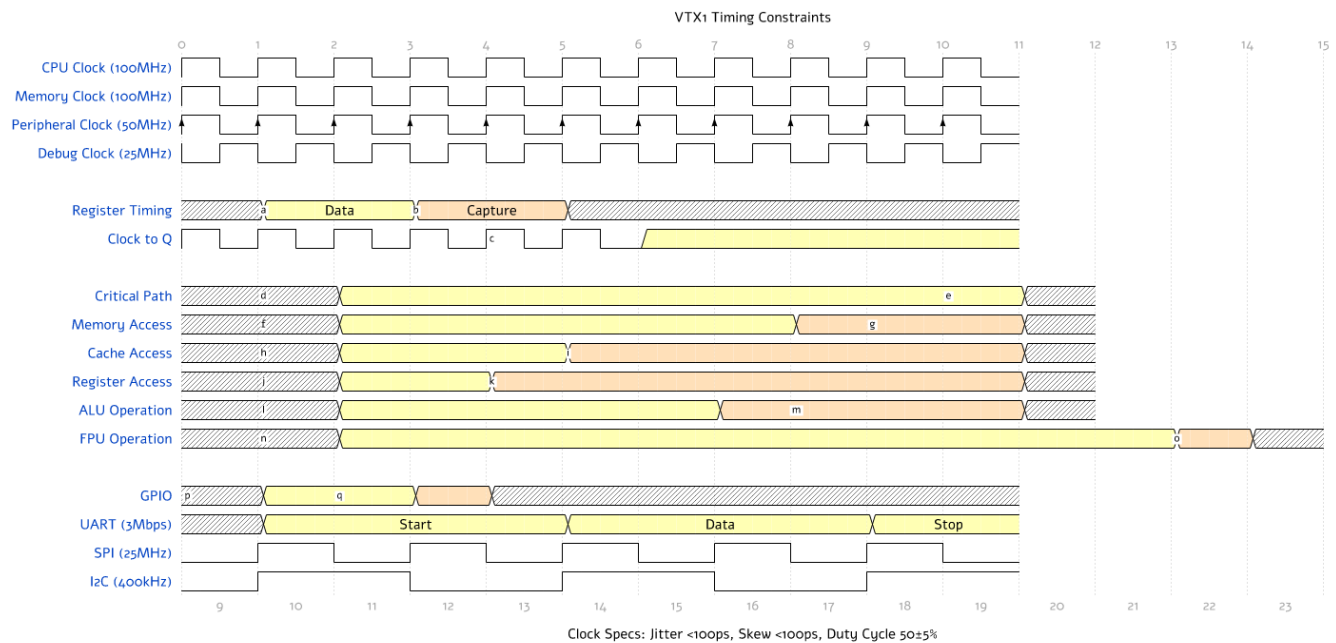 VTX1 Timing Constraints
0 1 2 3 4 5 6 7 8 9 10 11 12 13 14 15
CPU Clock (100MHz)
Memory Clock (100MHz)
Peripheral Clock (50MHz)
Debug Clock (25MHz)
Register Timing a Data b Capture
Clock to Q c
Critical Path d e
Memory Access f g
Cache Access h i
Register Access j k
ALU Operation l m
FPU Operation n o
GPIO p q
UART (3Mbps) Start Data Stop
SPI (25MHz)
I2C (400kHz)
9 10 11 12 13 14 15 16 17 18 19 20 21 22 23
Clock Specs: Jitter <100ps, Skew <100ps, Duty Cycle 50±5%